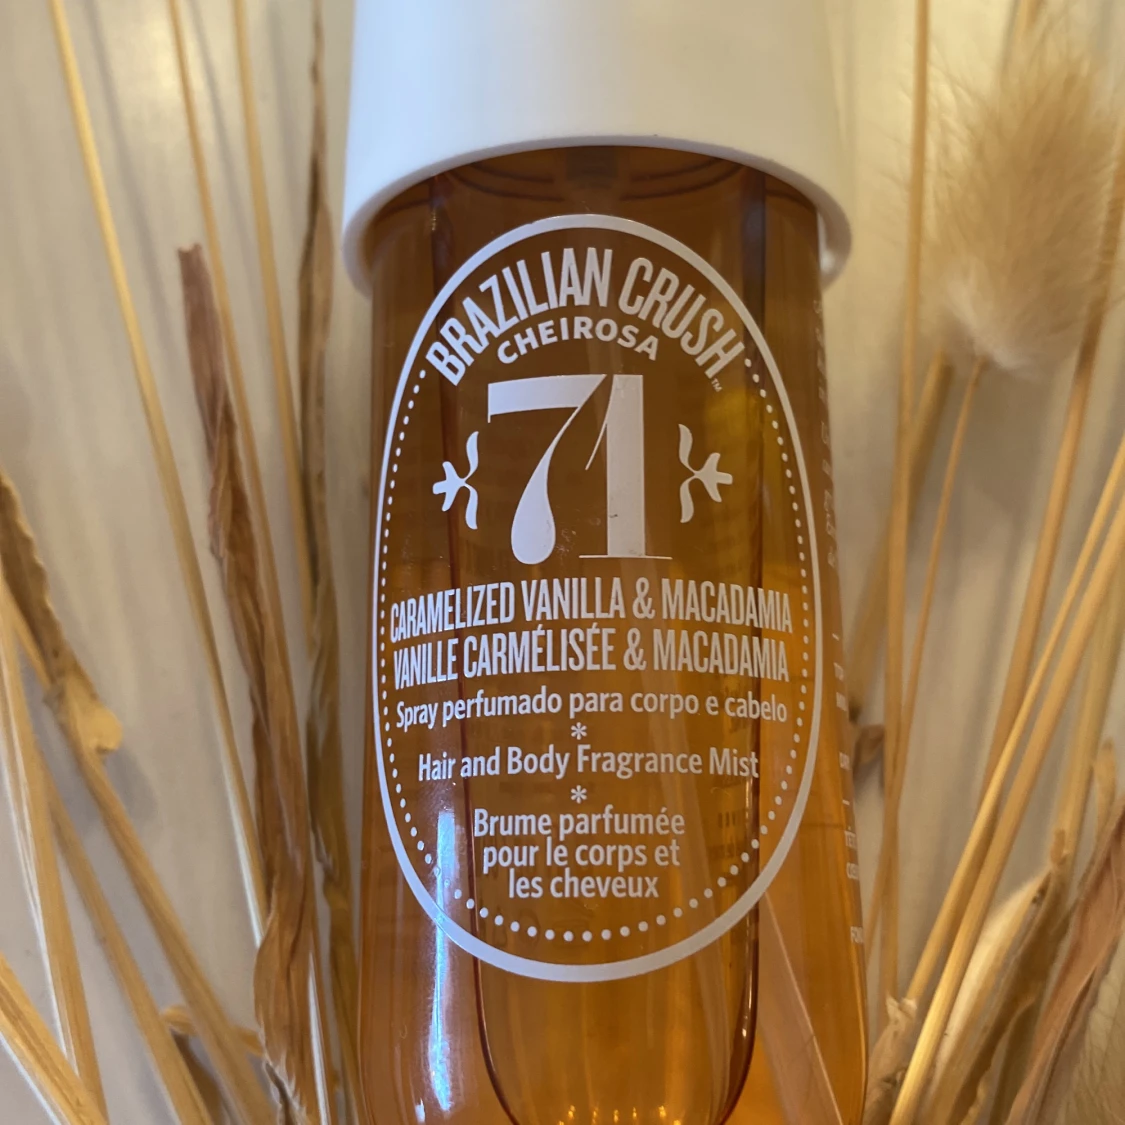 BRAZILIAN CRUSH™
CHEIROSA
71
CARAMELIZED VANILLA & MACADAMIA
VANILLE CARMÉLISÉE & MACADAMIA
Spray perfumado para corpo e cabelo
*
Hair and Body Fragrance Mist
*
Brume parfumée
pour le corps et
les cheveux